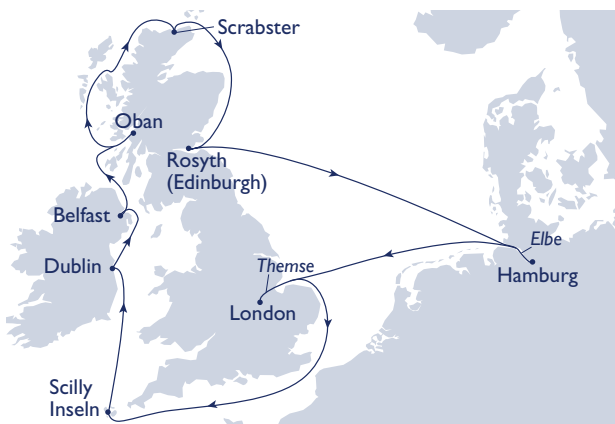 Scrabster
Oban
Rosyth
(Edinburgh)
Belfast
Elbe
Dublin
Themse
Hamburg
London
Scilly
Inseln